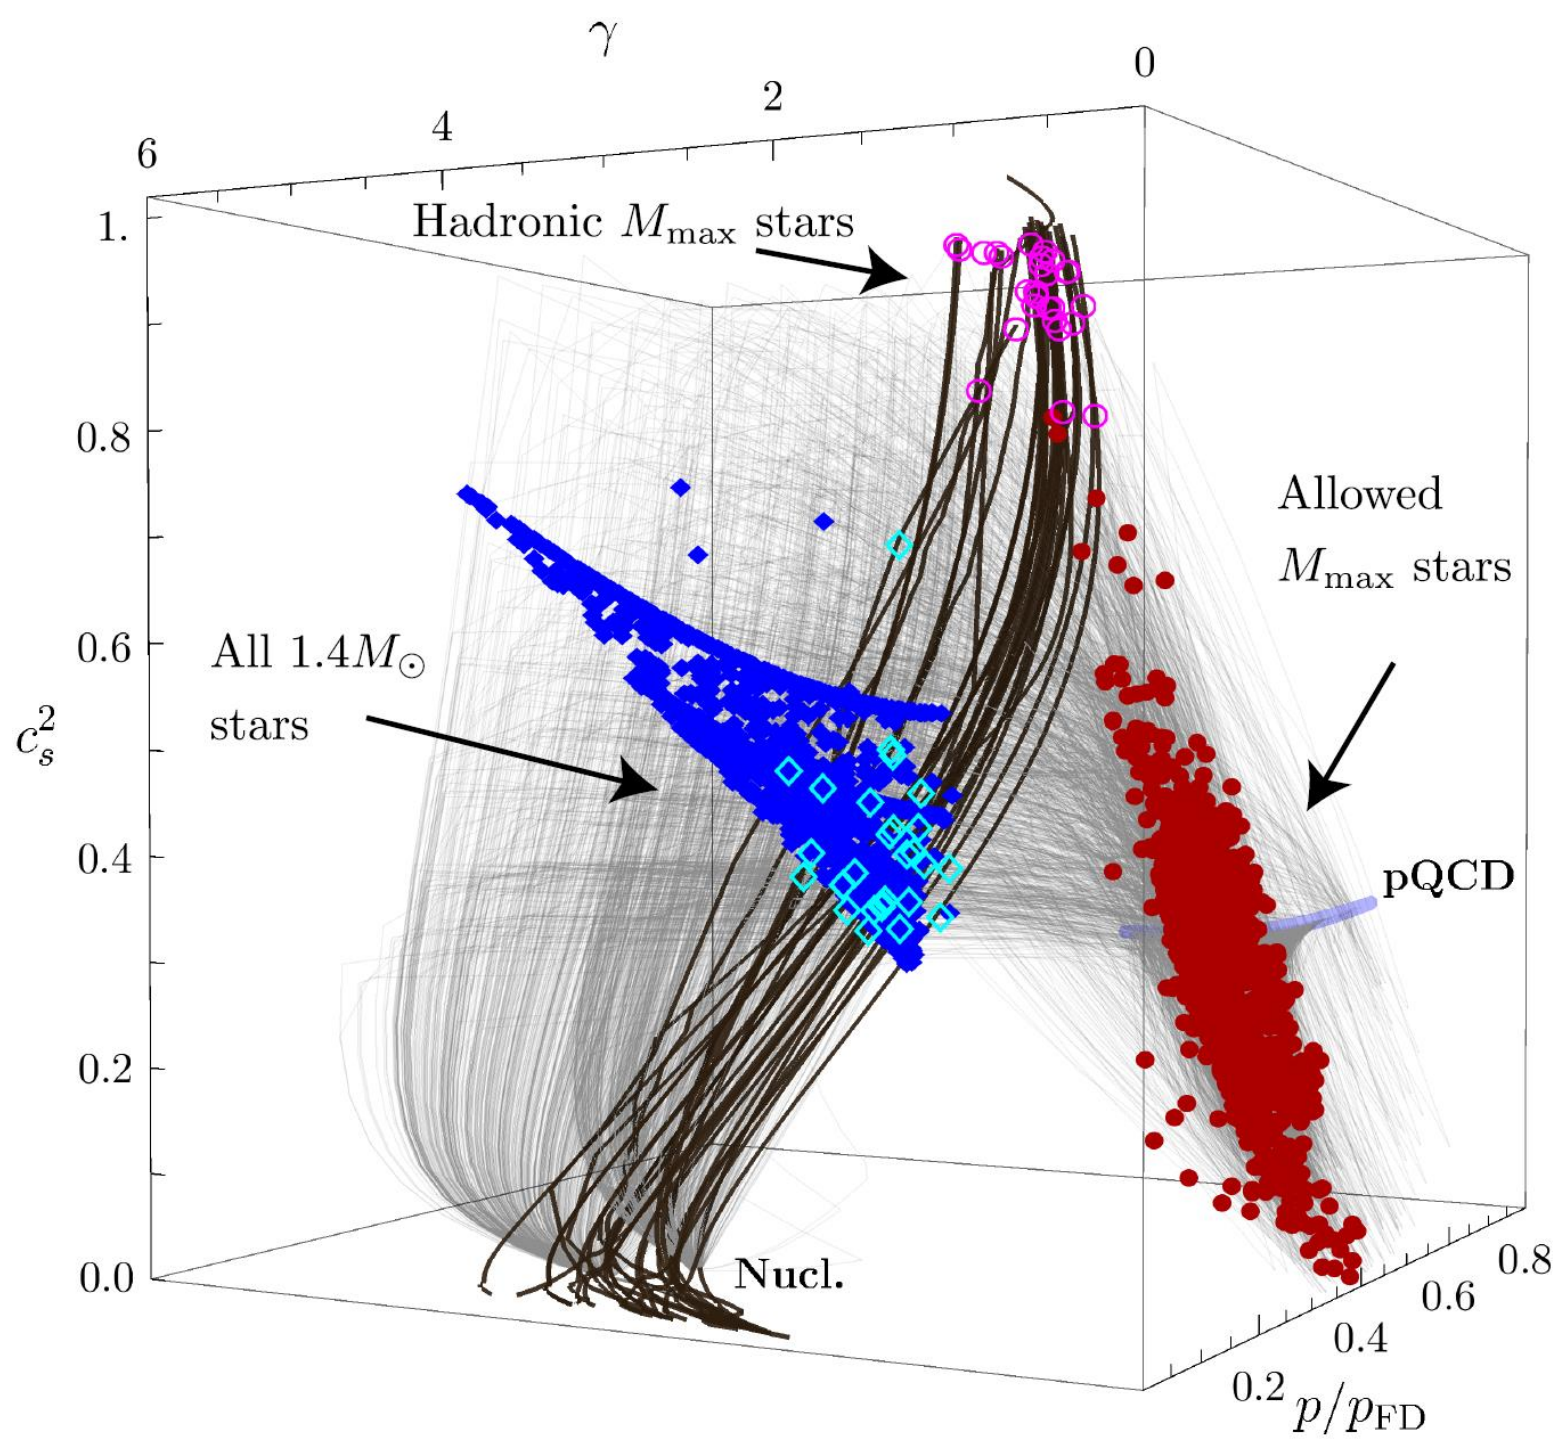 γ
0
2
4
6
Hadronic M_max stars
1.
0.8
Allowed
M_max stars
0.6
All 1.4M_⊙
stars
c_s^2
0.4
pQCD
0.2
Nucl.
0.0
0.8
0.6
0.4
0.2
p/p_FD